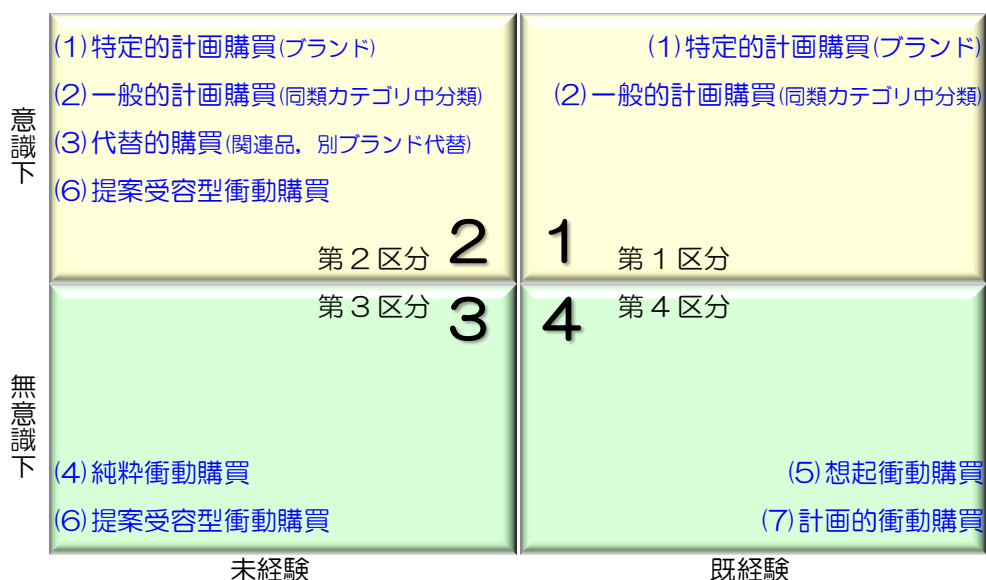 意識下
(1)特定的計画購買(ブランド)
(2)一般的計画購買(同類カテゴリ中分類)
(3)代替的購買(関連品，別ブランド代替)
(6)提案受容型衝動購買
第2区分 2
(1)特定的計画購買(ブランド)
(2)一般的計画購買(同類カテゴリ中分類)
1 第1区分
無意識下
第3区分 3
(4)純粋衝動購買
(6)提案受容型衝動購買
4 第4区分
(5)想起衝動購買
(7)計画的衝動購買
未経験
既経験